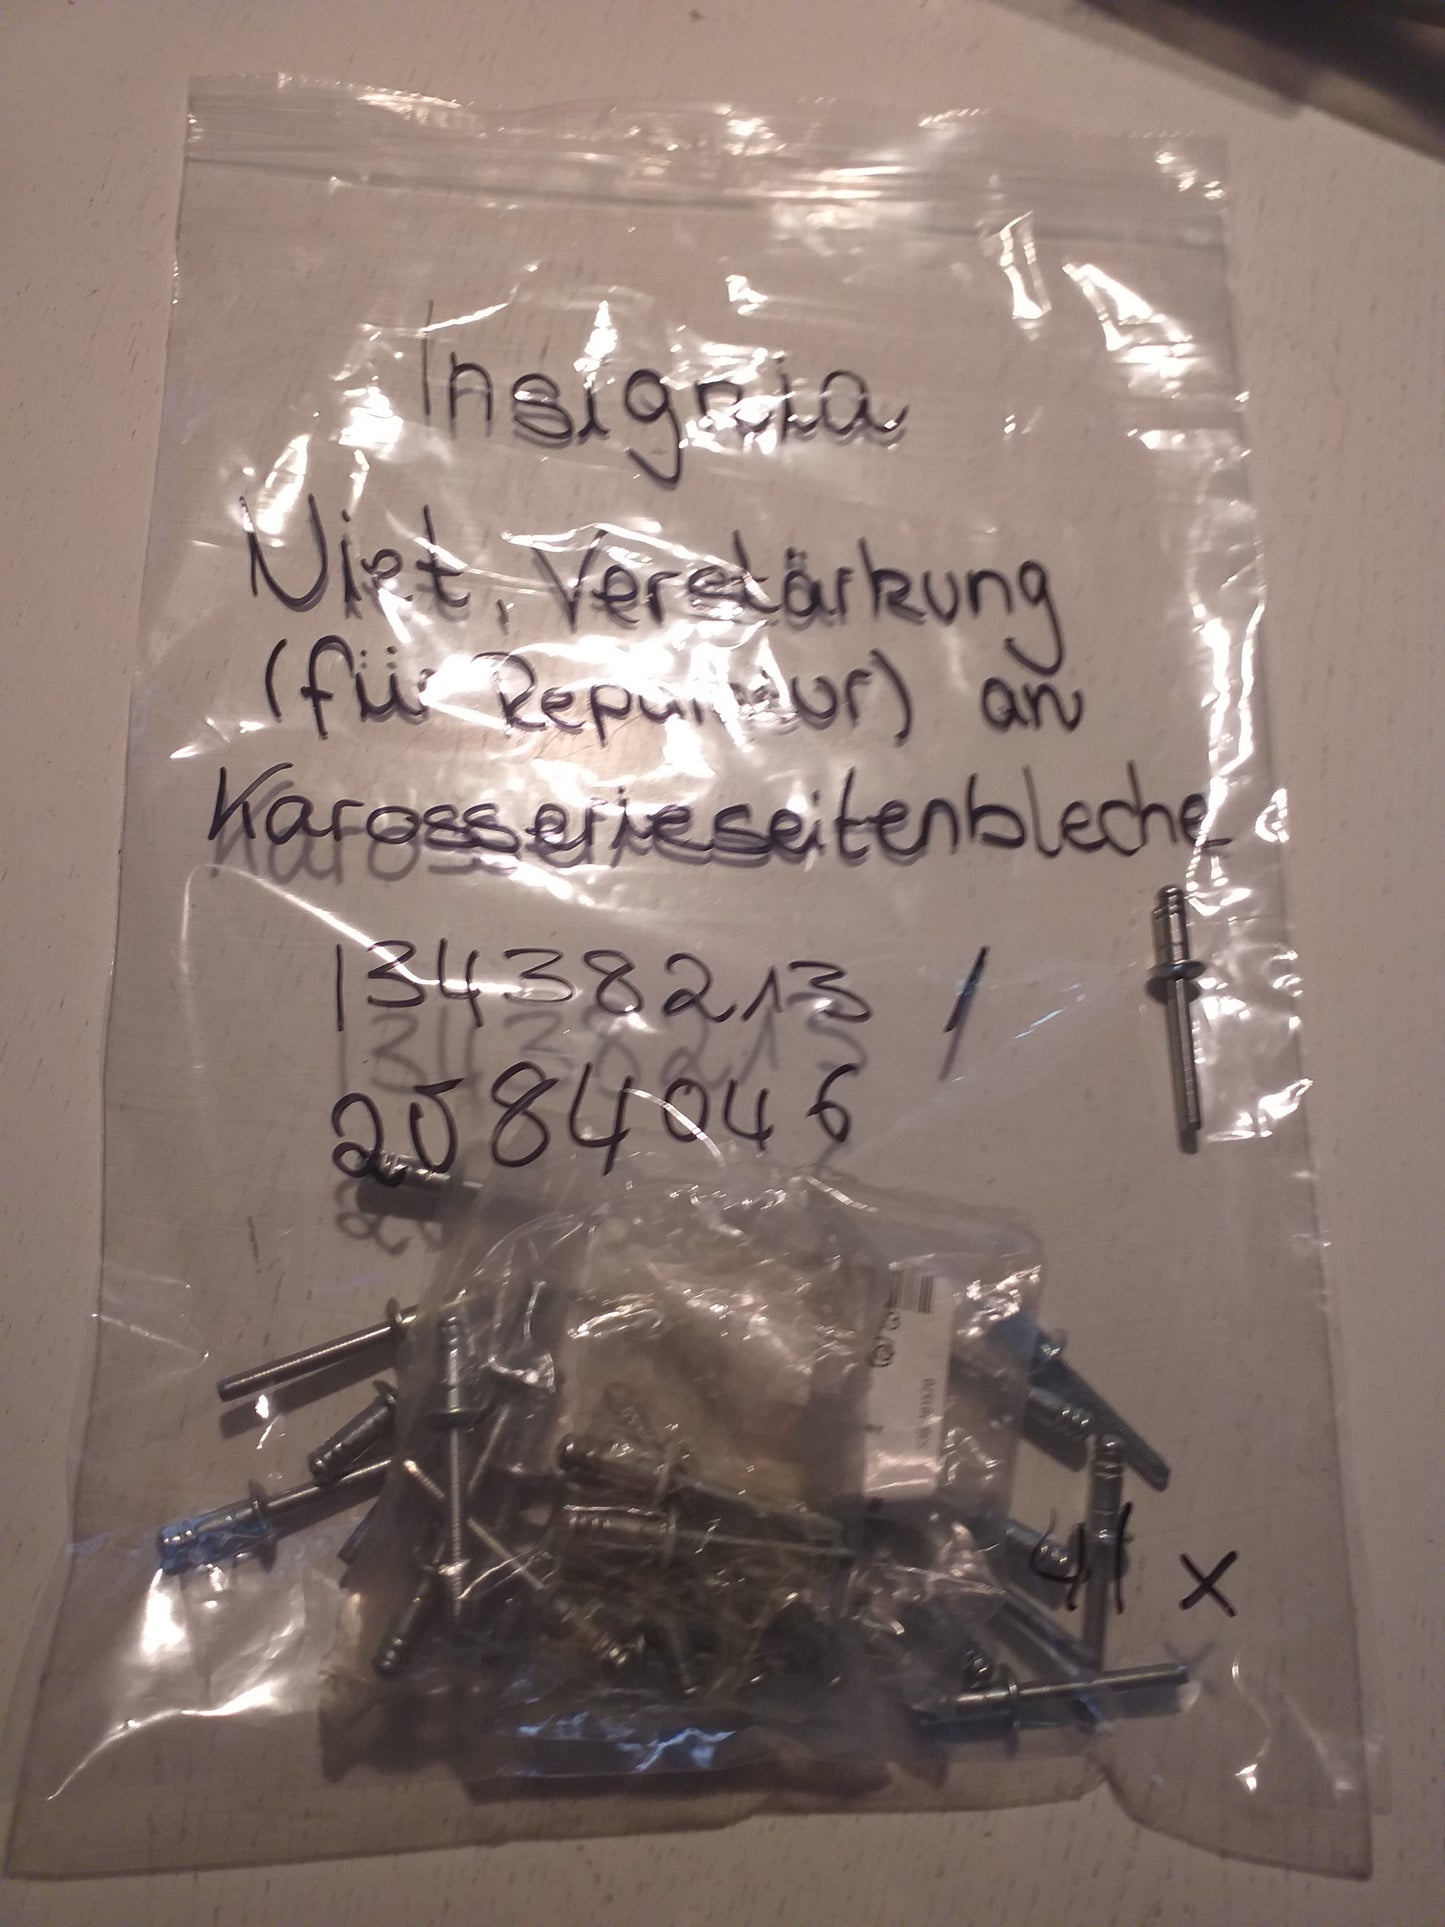 Insignia
Niet, Verstärkung
(für Reparatur) an
Karosserieseitenbleche
13438213 /
2084046
41 x